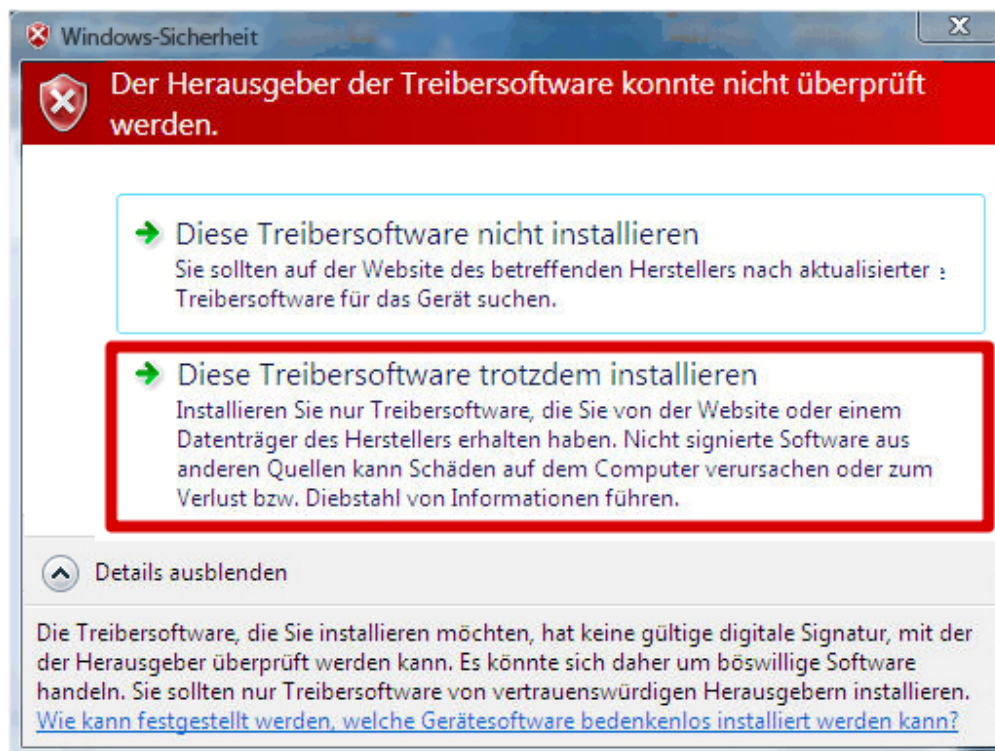 Windows-Sicherheit
Der Herausgeber der Treibersoftware konnte nicht überprüft
werden.
Diese Treibersoftware nicht installieren
Sie sollten auf der Website des betreffenden Herstellers nach aktualisierter
Treibersoftware für das Gerät suchen.
Diese Treibersoftware trotzdem installieren
Installieren Sie nur Treibersoftware, die Sie von der Website oder einem
Datenträger des Herstellers erhalten haben. Nicht signierte Software aus
anderen Quellen kann Schäden auf dem Computer verursachen oder zum
Verlust bzw. Diebstahl von Informationen führen.
Details ausblenden
Die Treibersoftware, die Sie installieren möchten, hat keine gültige digitale Signatur, mit der
der Herausgeber überprüft werden kann. Es könnte sich daher um böswillige Software
handeln. Sie sollten nur Treibersoftware von vertrauenswürdigen Herausgebern installieren.
Wie kann festgestellt werden, welche Gerätesoftware bedenkenlos installiert werden kann?